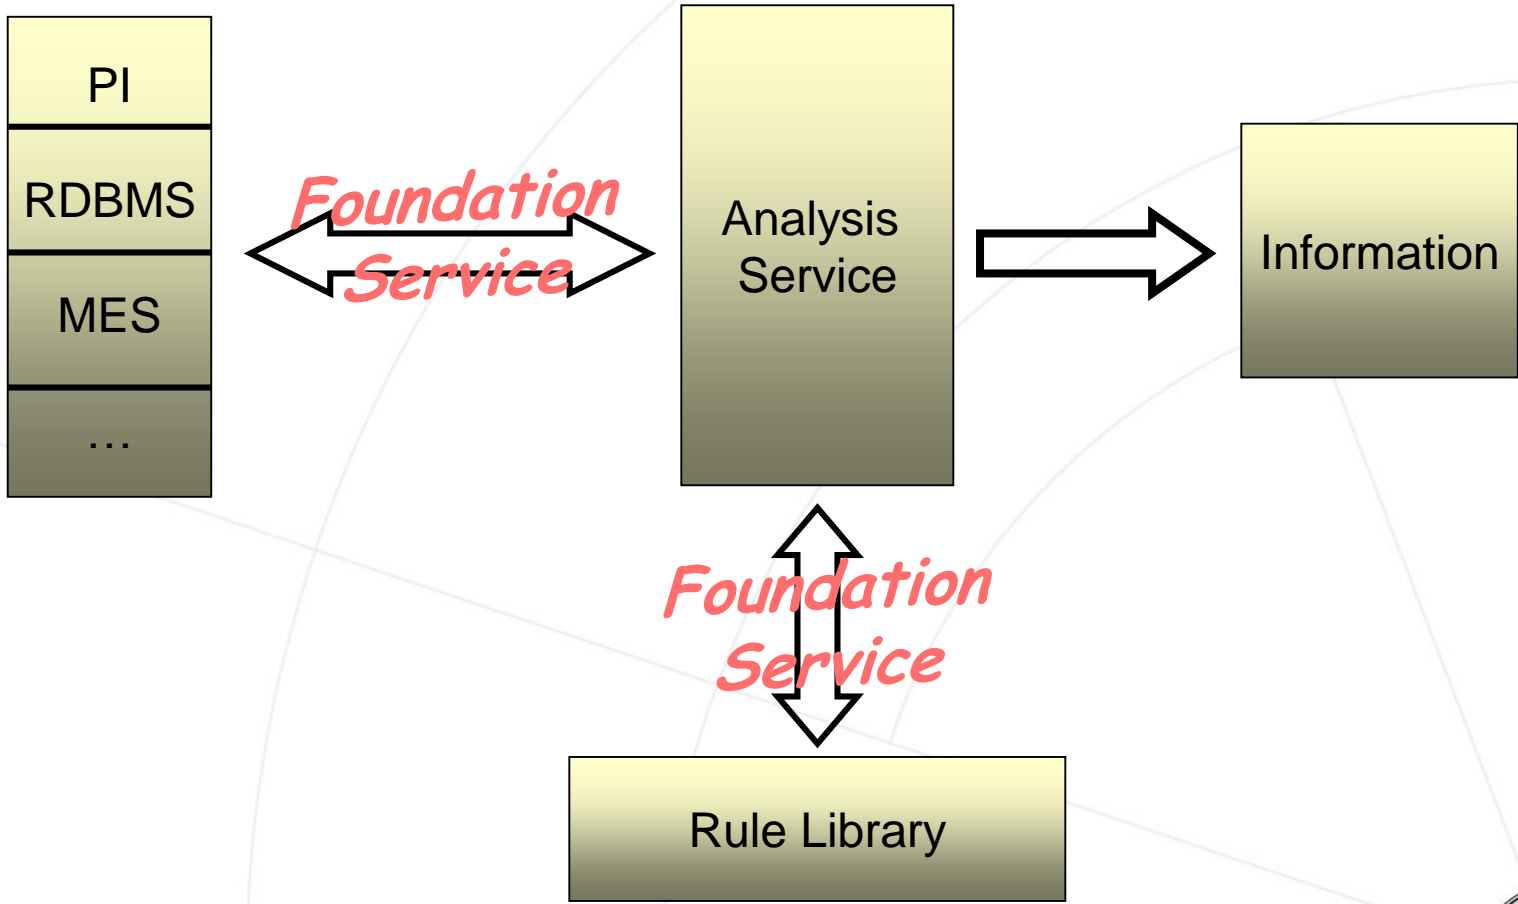 PI
RDBMS
MES
…
Foundation
Service
Analysis
Service
Information
Foundation
Service
Rule Library